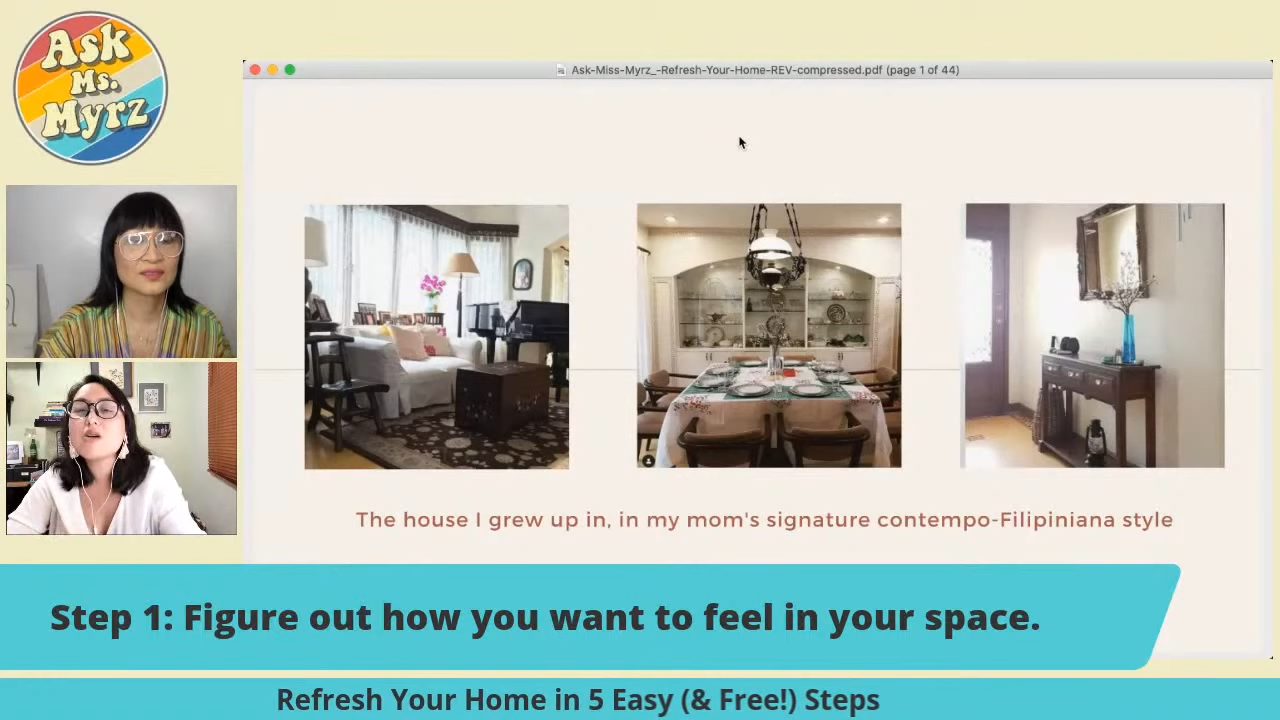 Ask
Ms.
Myrz
Ask-Miss-Myrz_-Refresh-Your-Home-REV-compressed.pdf (page 1 of 44)
The house I grew up in, in my mom's signature contempo-Filipiniana style
Step 1: Figure out how you want to feel in your space.
Refresh Your Home in 5 Easy (& Free!) Steps